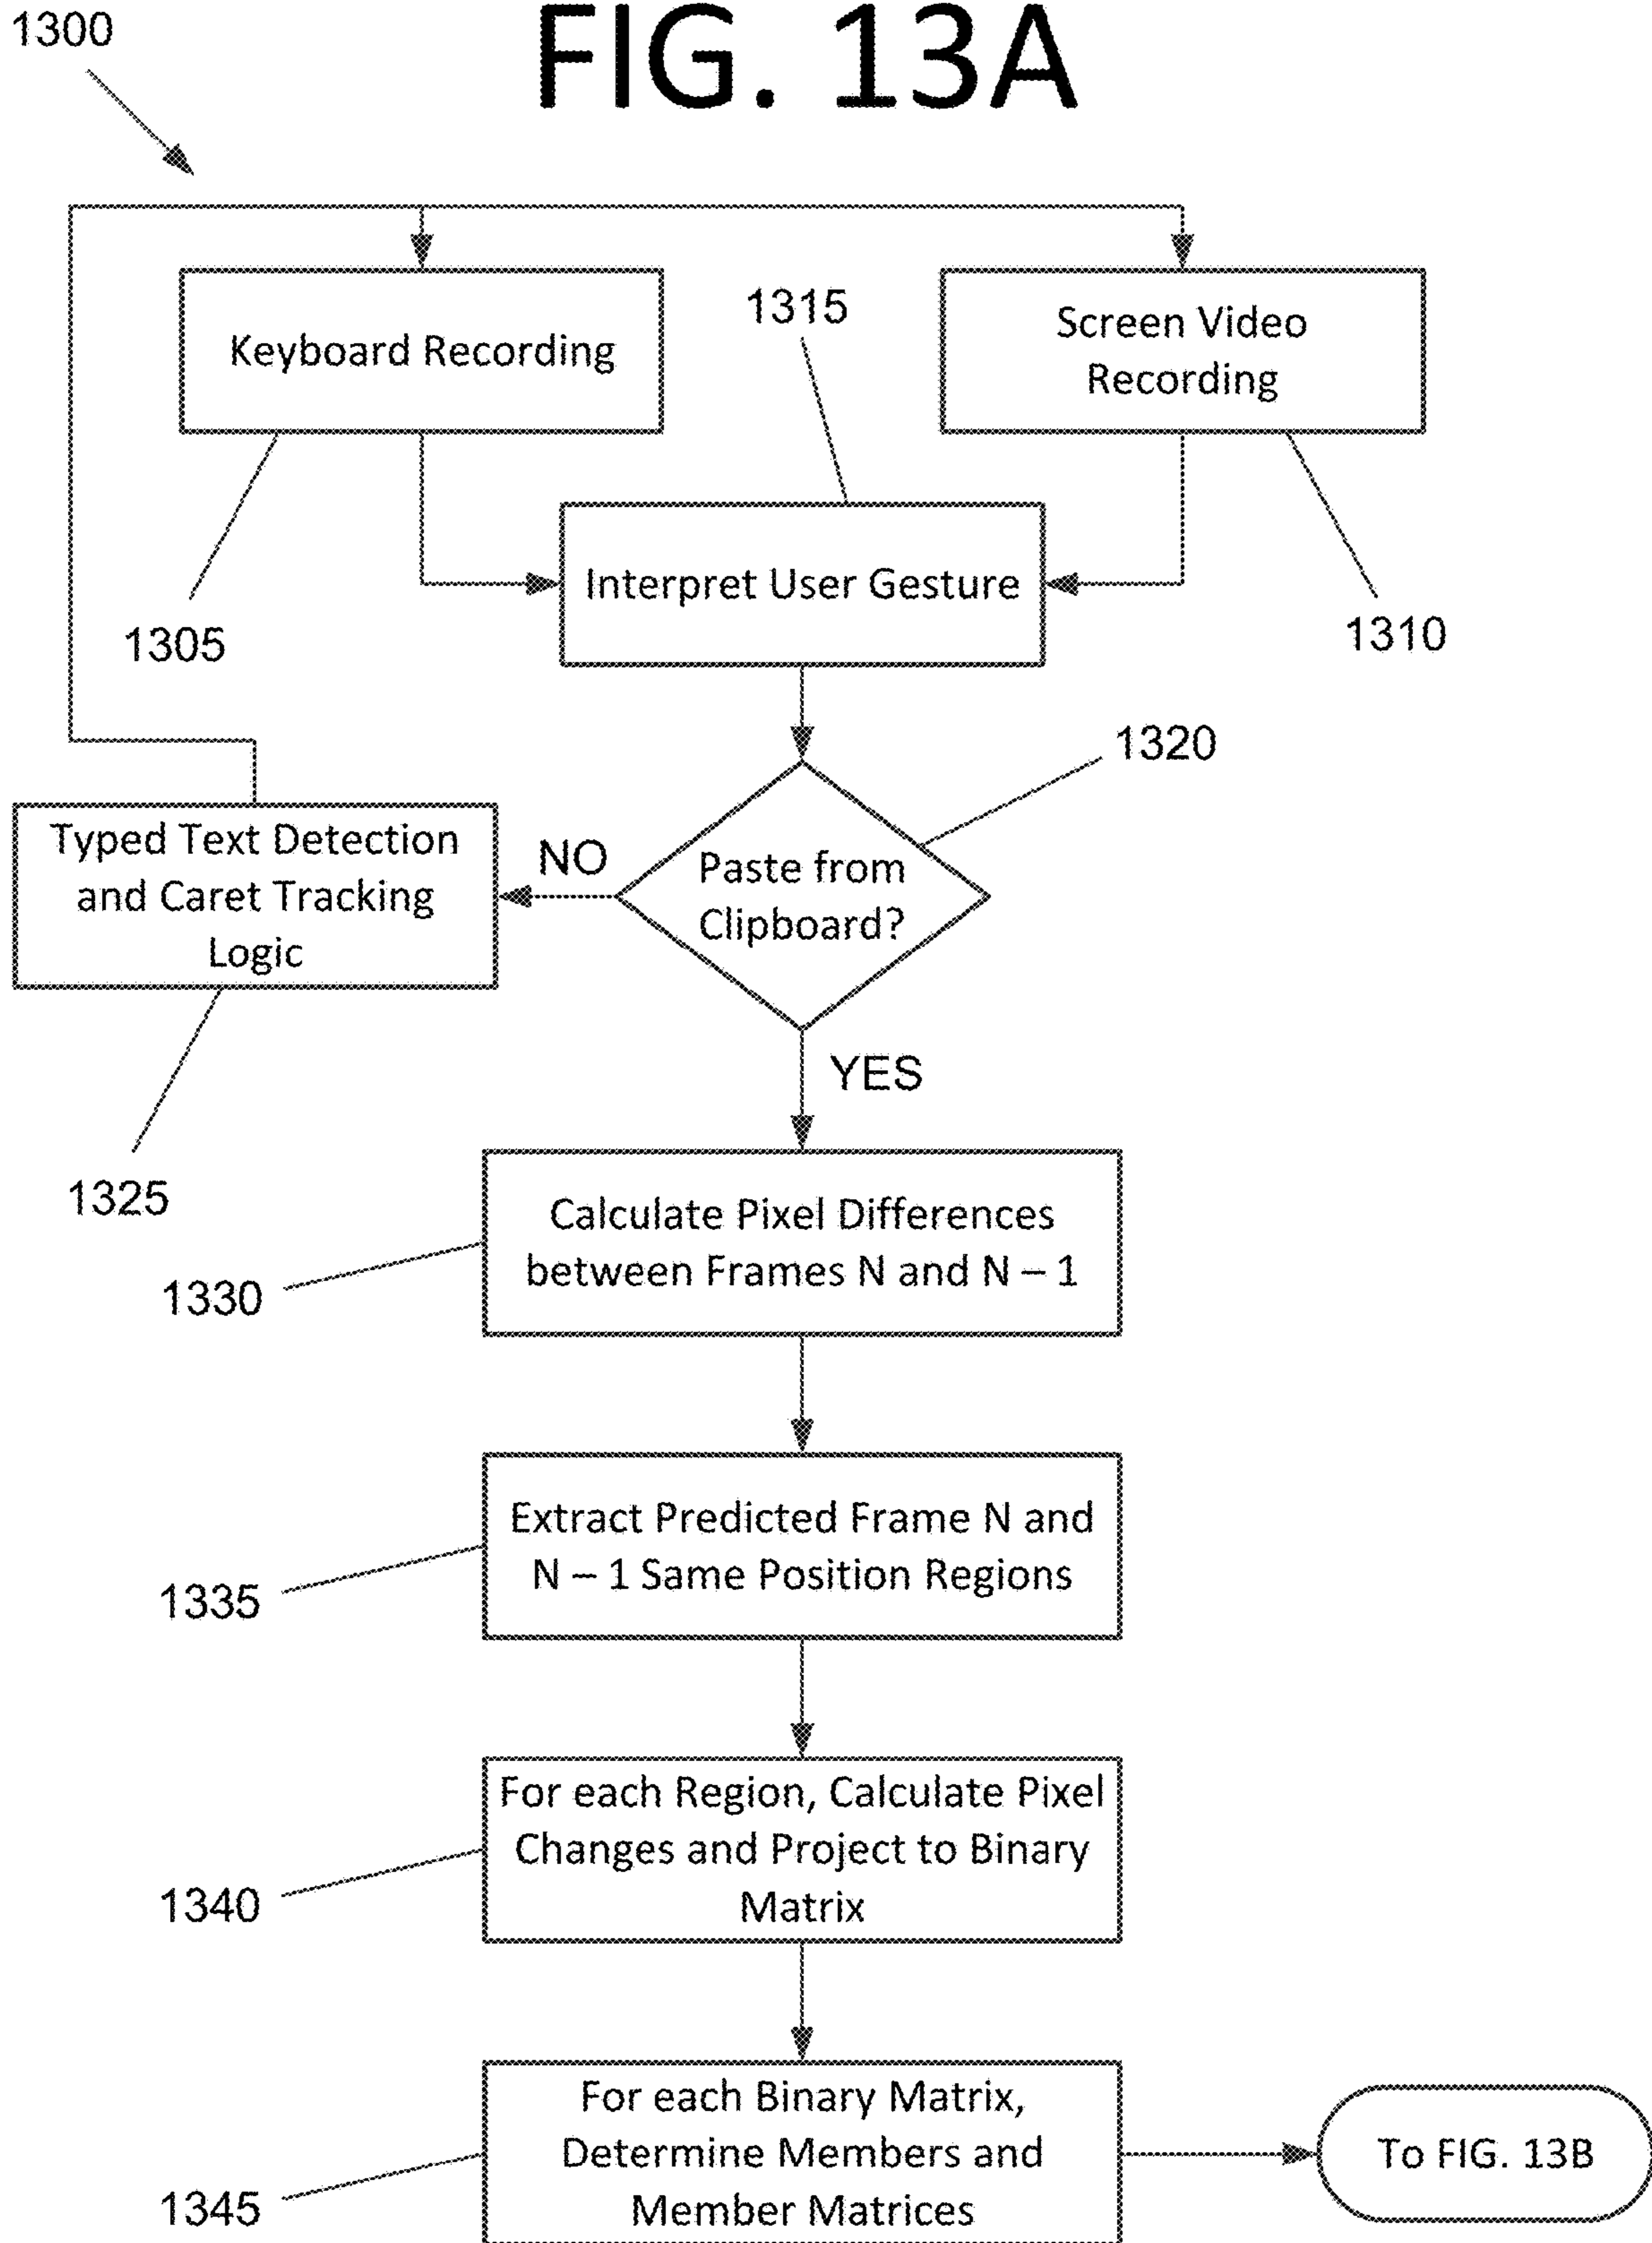 1300
FIG. 13A
Keyboard Recording
1315
Screen Video
Recording
Interpret User Gesture
1305
1310
1320
Typed Text Detection
and Caret Tracking
Logic
NO
Paste from
Clipboard?
YES
1325
Calculate Pixel Differences
between Frames N and N – 1
1330
Extract Predicted Frame N and
N – 1 Same Position Regions
1335
For each Region, Calculate Pixel
Changes and Project to Binary
Matrix
1340
For each Binary Matrix,
Determine Members and
Member Matrices
1345
To FIG. 13B